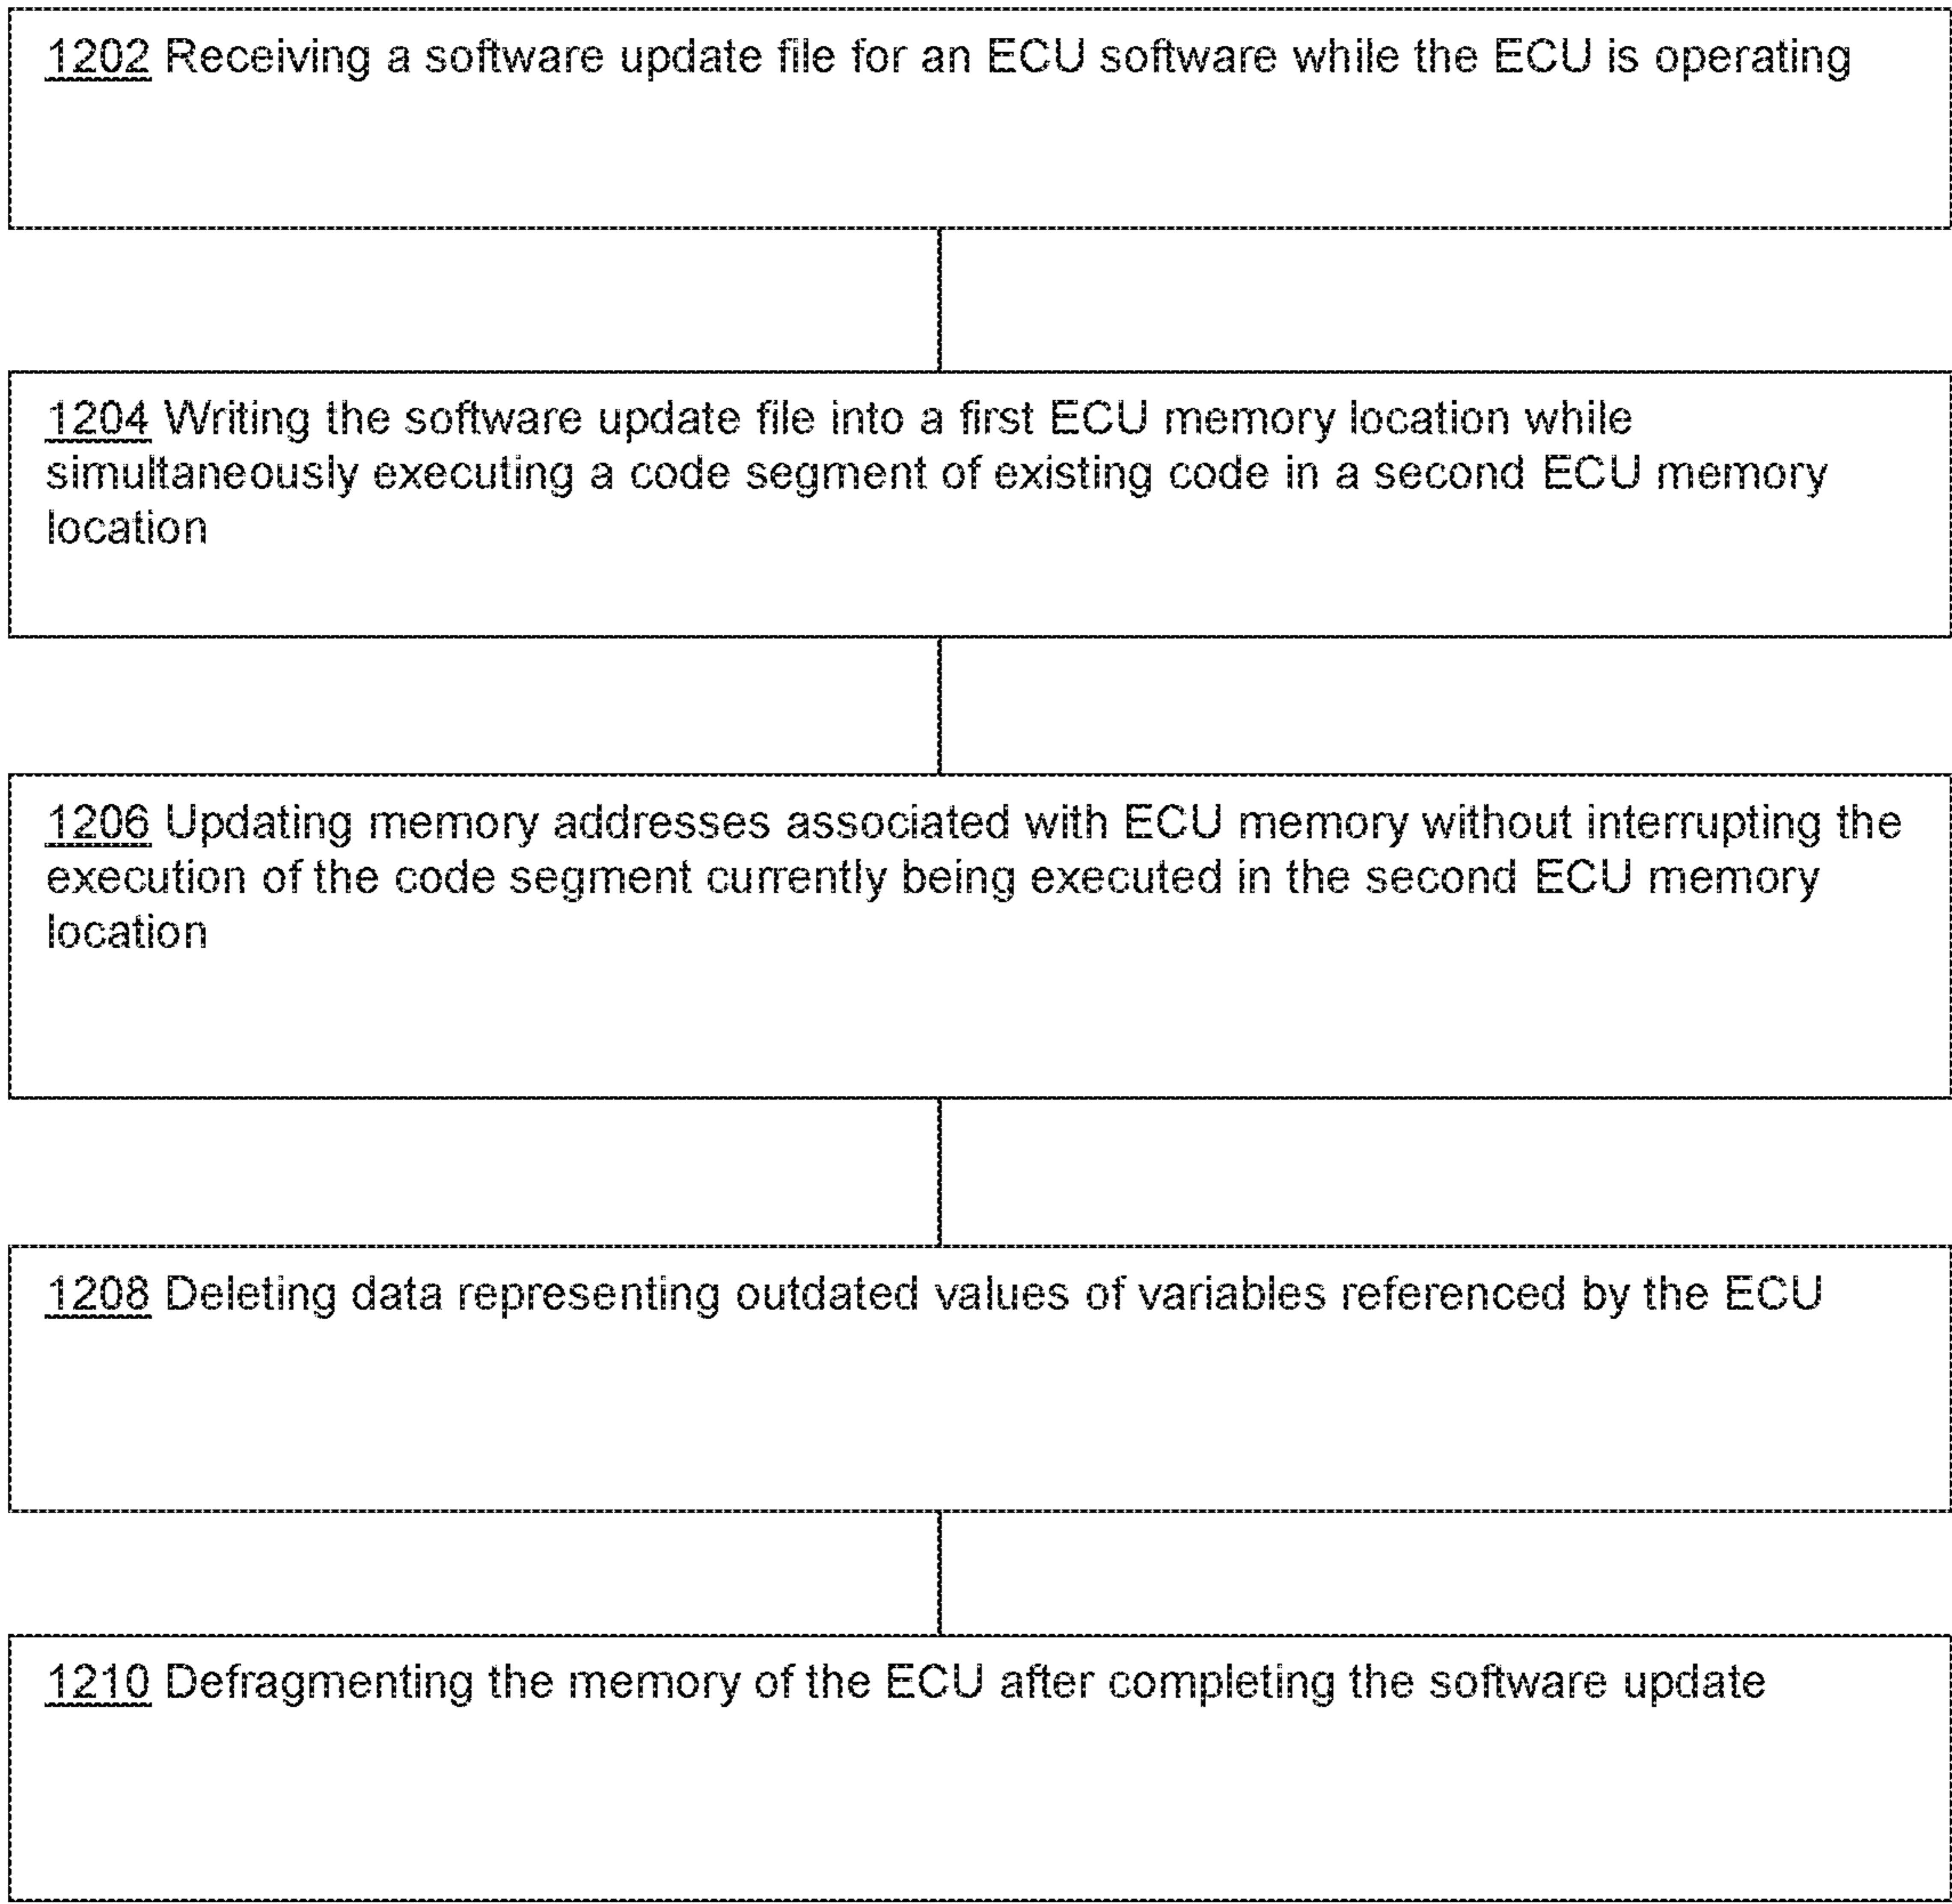 1202 Receiving a software update file for an ECU software while the ECU is operating
1204 Writing the software update file into a first ECU memory location while
simultaneously executing a code segment of existing code in a second ECU memory
location
1206 Updating memory addresses associated with ECU memory without interrupting the
execution of the code segment currently being executed in the second ECU memory
location
1208 Deleting data representing outdated values of variables referenced by the ECU
1210 Defragmenting the memory of the ECU after completing the software update